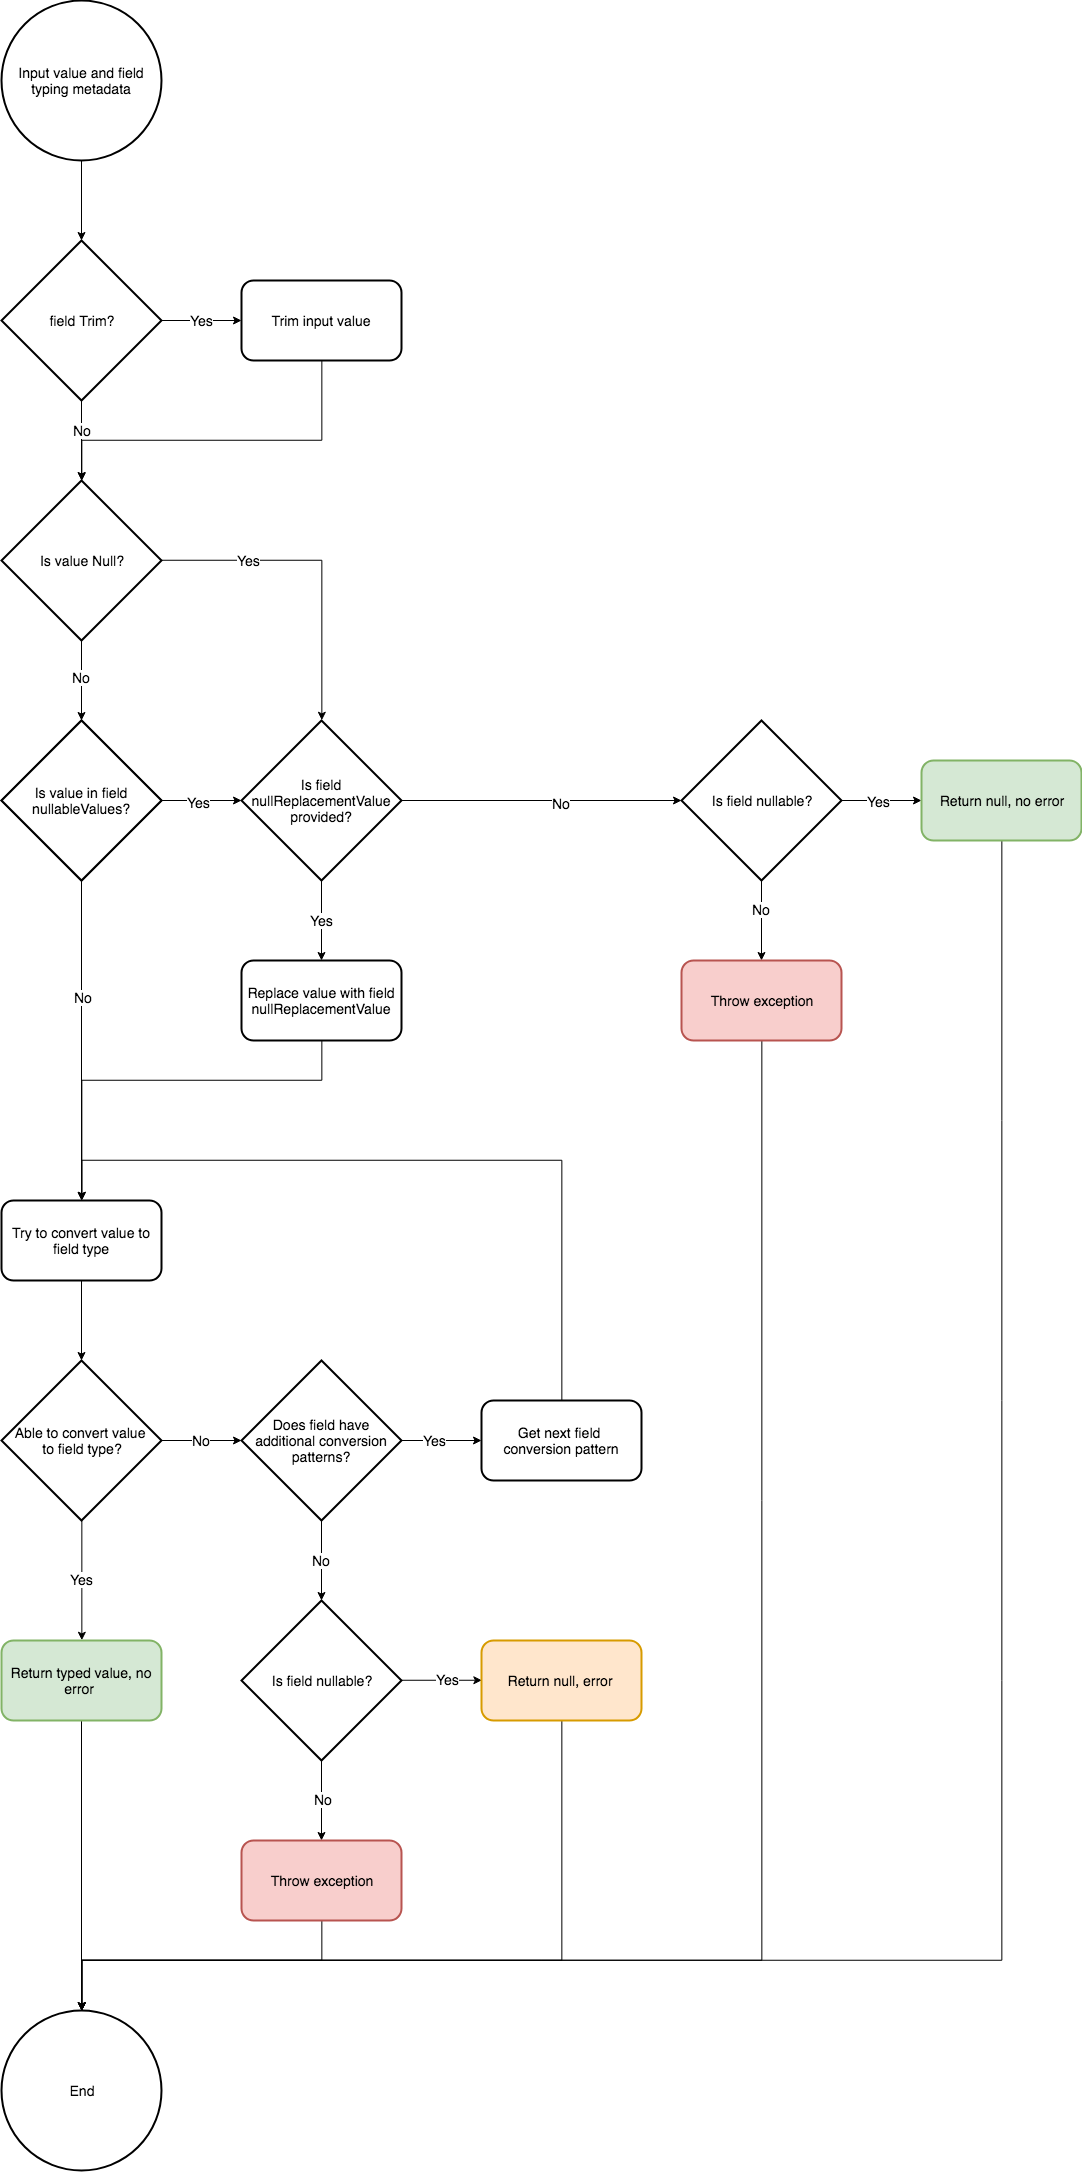 Input value and field
typing metadata
field Trim?
Yes
Trim input value
No
Is value Null?
Yes
No
Is value in field
nullableValues?
Yes
Is field
nullReplacementValue
provided?
No
Is field nullable?
Yes
Return null, no error
Yes
No
Replace value with field
nullReplacementValue
Throw exception
No
Try to convert value to
field type
Able to convert value
to field type?
No
Does field have
additional conversion
patterns?
Yes
Get next field
conversion pattern
No
Yes
Return typed value, no
error
Is field nullable?
Yes
Return null, error
No
Throw exception
End